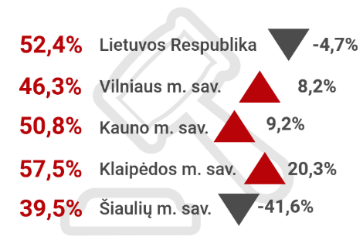 52,4% Lietuvos Respublika -4,7%
46,3% Vilniaus m. sav. 8,2%
50,8% Kauno m. sav. 9,2%
57,5% Klaipėdos m. sav. 20,3%
39,5% Šiaulių m. sav. -41,6%